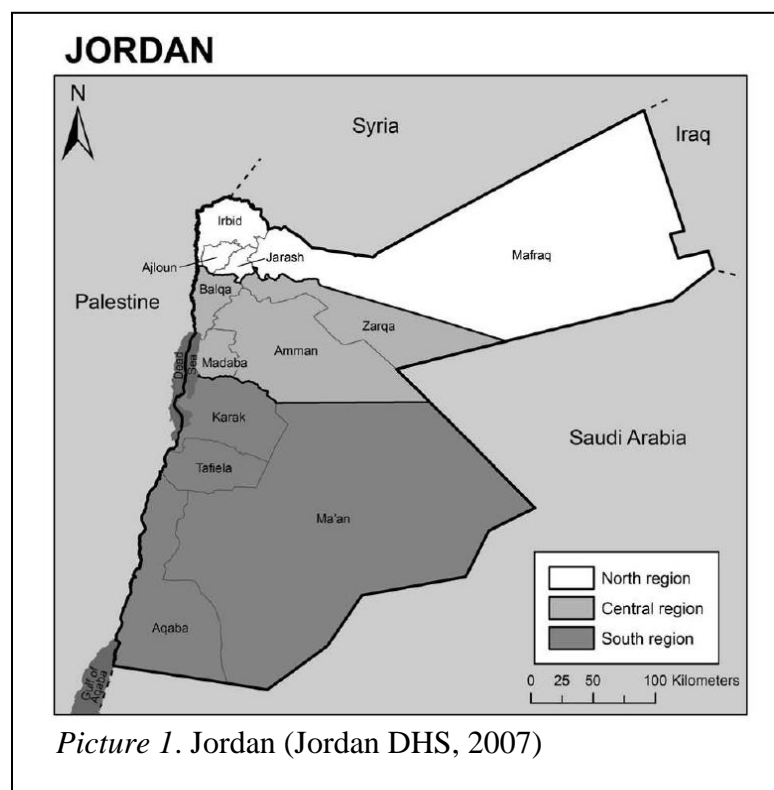 JORDAN
N
Syria
Iraq
Irbid
Ajloun
Jarash
Mafraq
Palestine
Balqa
Zarqa
Amman
Dead
Sea
Madaba
Karak
Saudi Arabia
Tafiela
Ma'an
North region
Central region
South region
Aqaba
0 25 50 100 Kilometers
Gulf of
Aqaba
Picture 1. Jordan (Jordan DHS, 2007)